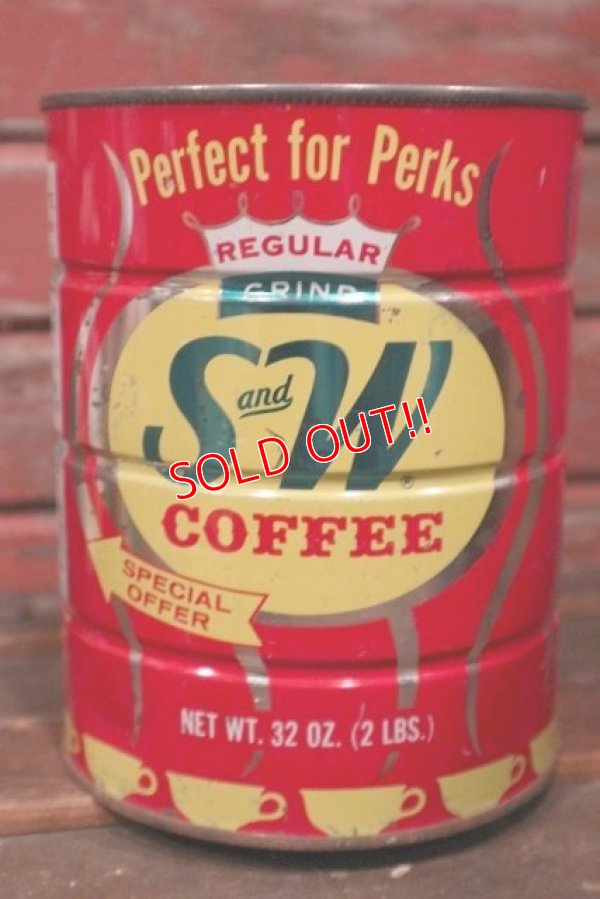 Perfect for Perks
REGULAR
GRIND
S and W
®
SOLD OUT!!
COFFEE
SPECIAL
OFFER
NET WT. 32 OZ. (2 LBS.)